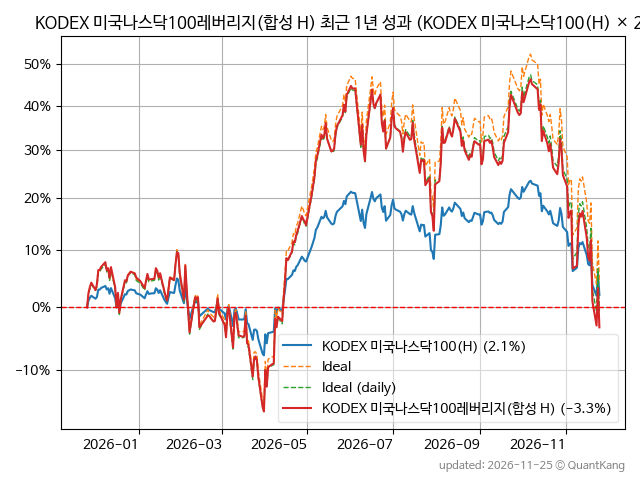 KODEX 미국나스닥100레버리지(합성 H) 최근 1년 성과 (KODEX 미국나스닥100(H) × 2
50%
40%
30%
20%
10%
0%
−10%
KODEX 미국나스닥100(H) (2.1%)
Ideal
Ideal (daily)
KODEX 미국나스닥100레버리지(합성 H) (−3.3%)
2026-01
2026-03
2026-05
2026-07
2026-09
2026-11
updated: 2026-11-25 © QuantKang